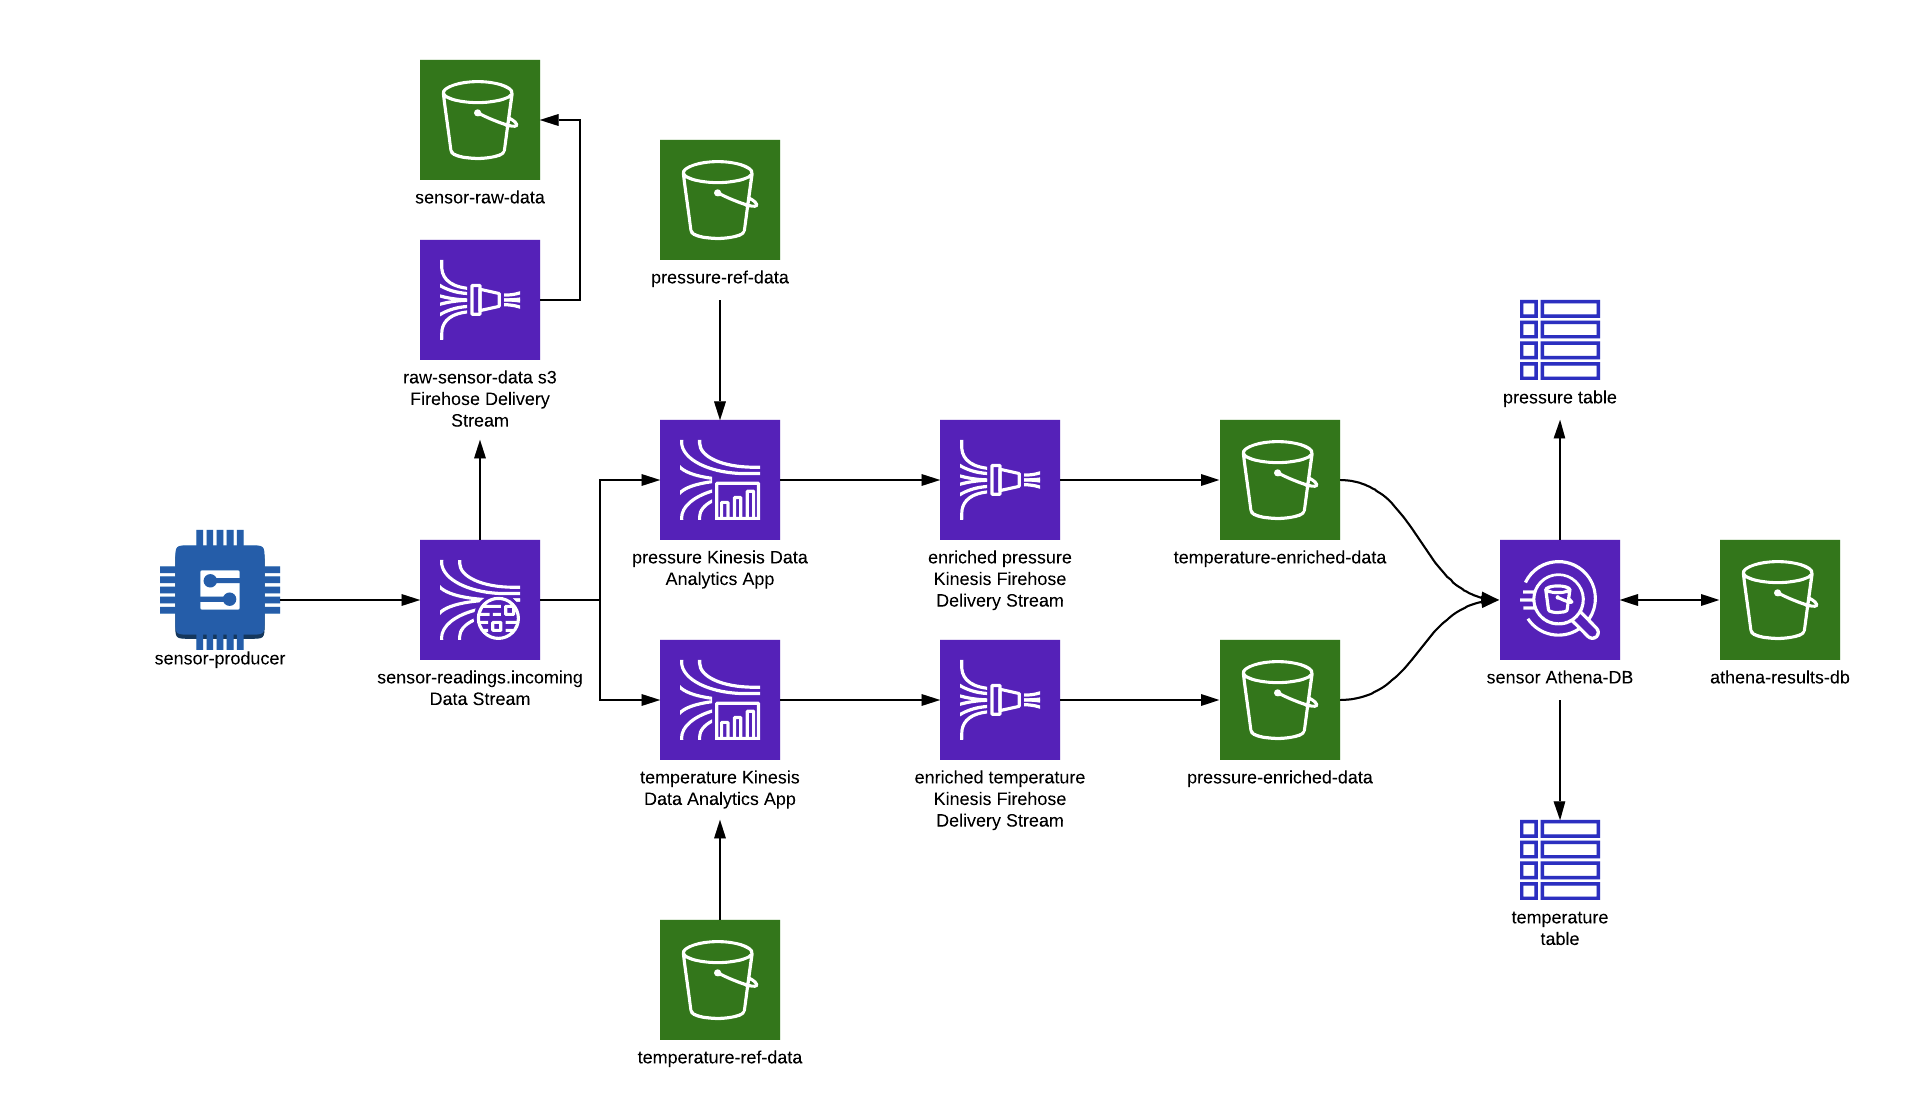 sensor-raw-data
pressure-ref-data
raw-sensor-data s3
Firehose Delivery
Stream
pressure table
pressure Kinesis Data
Analytics App
enriched pressure
Kinesis Firehose
Delivery Stream
temperature-enriched-data
sensor-producer
sensor-readings.incoming
Data Stream
sensor Athena-DB
athena-results-db
temperature Kinesis
Data Analytics App
enriched temperature
Kinesis Firehose
Delivery Stream
pressure-enriched-data
temperature
table
temperature-ref-data